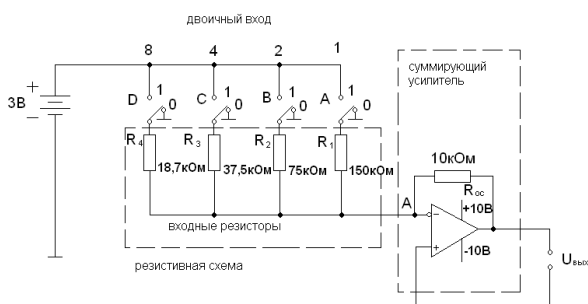 двоичный вход
8 4 2 1
суммирующий
усилитель
3В
+
−
D 1 0 C 1 0 B 1 0 A 1 0
R4 R3 R2 R1
18,7кОм 37,5кОм 75кОм 150кОм
10кОм
Rос
A
−
+10В
-10В
+
входные резисторы
резистивная схема
Uвых